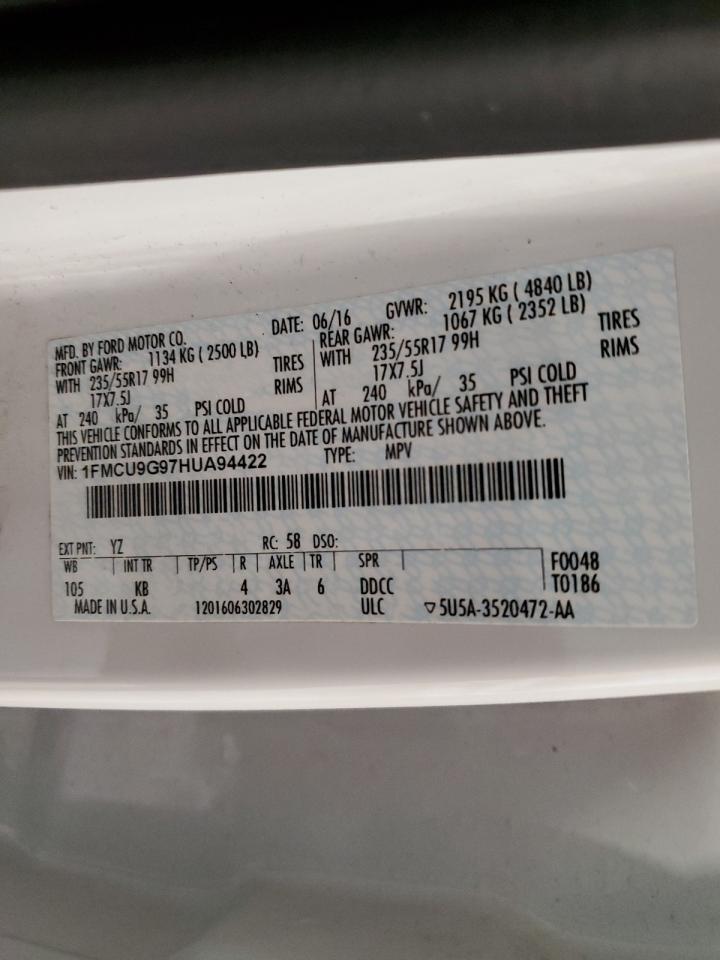 MFD. BY FORD MOTOR CO. DATE: 06/16 GVWR: 2195 KG ( 4840 LB)
FRONT GAWR: 1134 KG ( 2500 LB) REAR GAWR: 1067 KG ( 2352 LB)
WITH 235/55R17 99H TIRES WITH 235/55R17 99H TIRES
17X7.5J RIMS 17X7.5J RIMS
AT 240 kPa/ 35 PSI COLD AT 240 kPa/ 35 PSI COLD
THIS VEHICLE CONFORMS TO ALL APPLICABLE FEDERAL MOTOR VEHICLE SAFETY AND THEFT
PREVENTION STANDARDS IN EFFECT ON THE DATE OF MANUFACTURE SHOWN ABOVE.
VIN: 1FMCU9G97HUA94422 TYPE: MPV
EXT PNT: YZ RC: 58 DSO:
WB INT TR TP/PS R AXLE TR SPR F0048
105 KB 4 3A 6 DDCC T0186
MADE IN U.S.A. 1201606302829 ULC ▽5U5A-3520472-AA